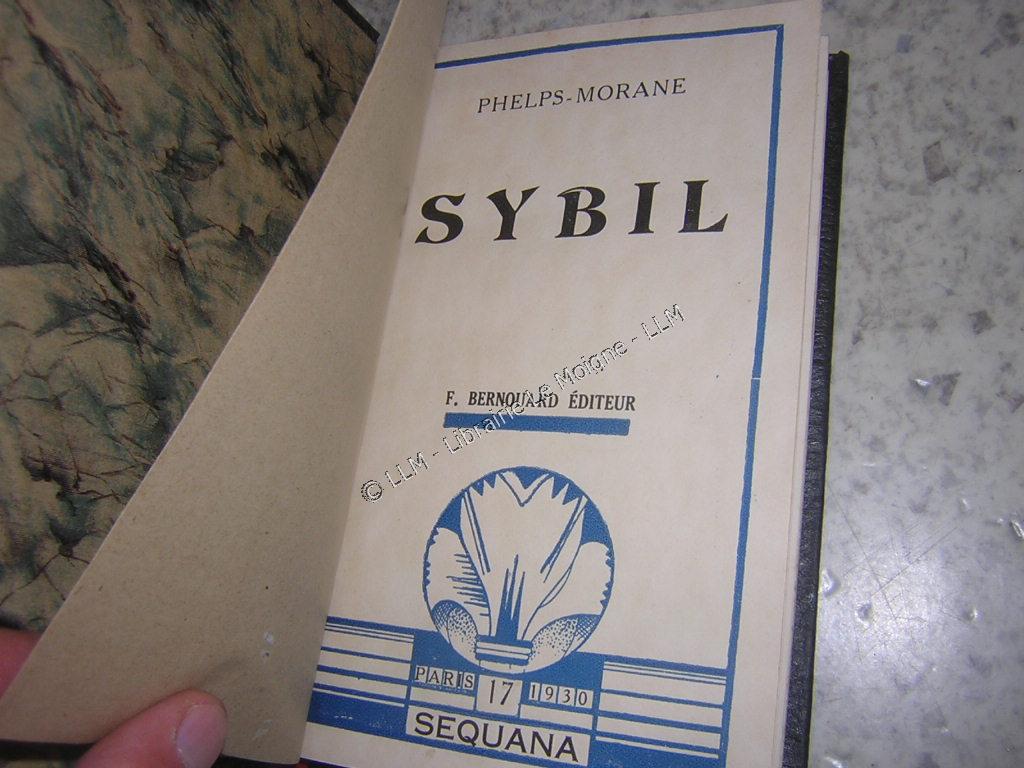 PHELPS-MORANE
SYBIL
F. BERNOUARD ÉDITEUR
© LLM - Librairie Le Moigne - LLM
PARIS 17 1930
SEQUANA